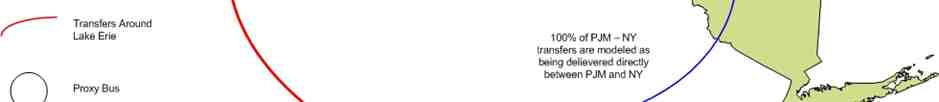 Transfers Around
Lake Erie
100% of PJM – NY
transfers are modeled as
being delievered directly
between PJM and NY
Proxy Bus